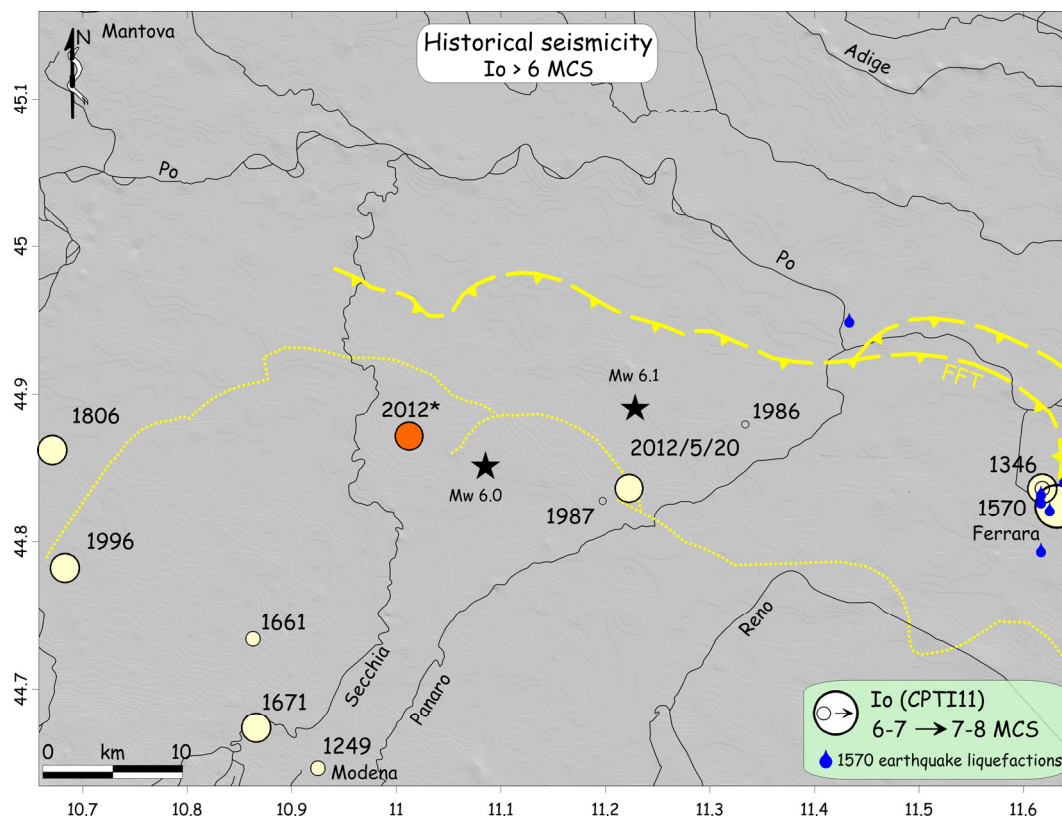 Historical seismicity
Io > 6 MCS
N
Mantova
Adige
45.1
Po
45
Po
FFT
44.9
Mw 6.1
1986
1806
2012*
2012/5/20
1346
Mw 6.0
1987
1570
Ferrara
44.8
1996
1661
Reno
Secchia
Panaro
44.7
1671
Io (CPTI11)
6-7 → 7-8 MCS
1570 earthquake liquefactions
0 km 10
1249
Modena
10.7 10.8 10.9 11 11.1 11.2 11.3 11.4 11.5 11.6